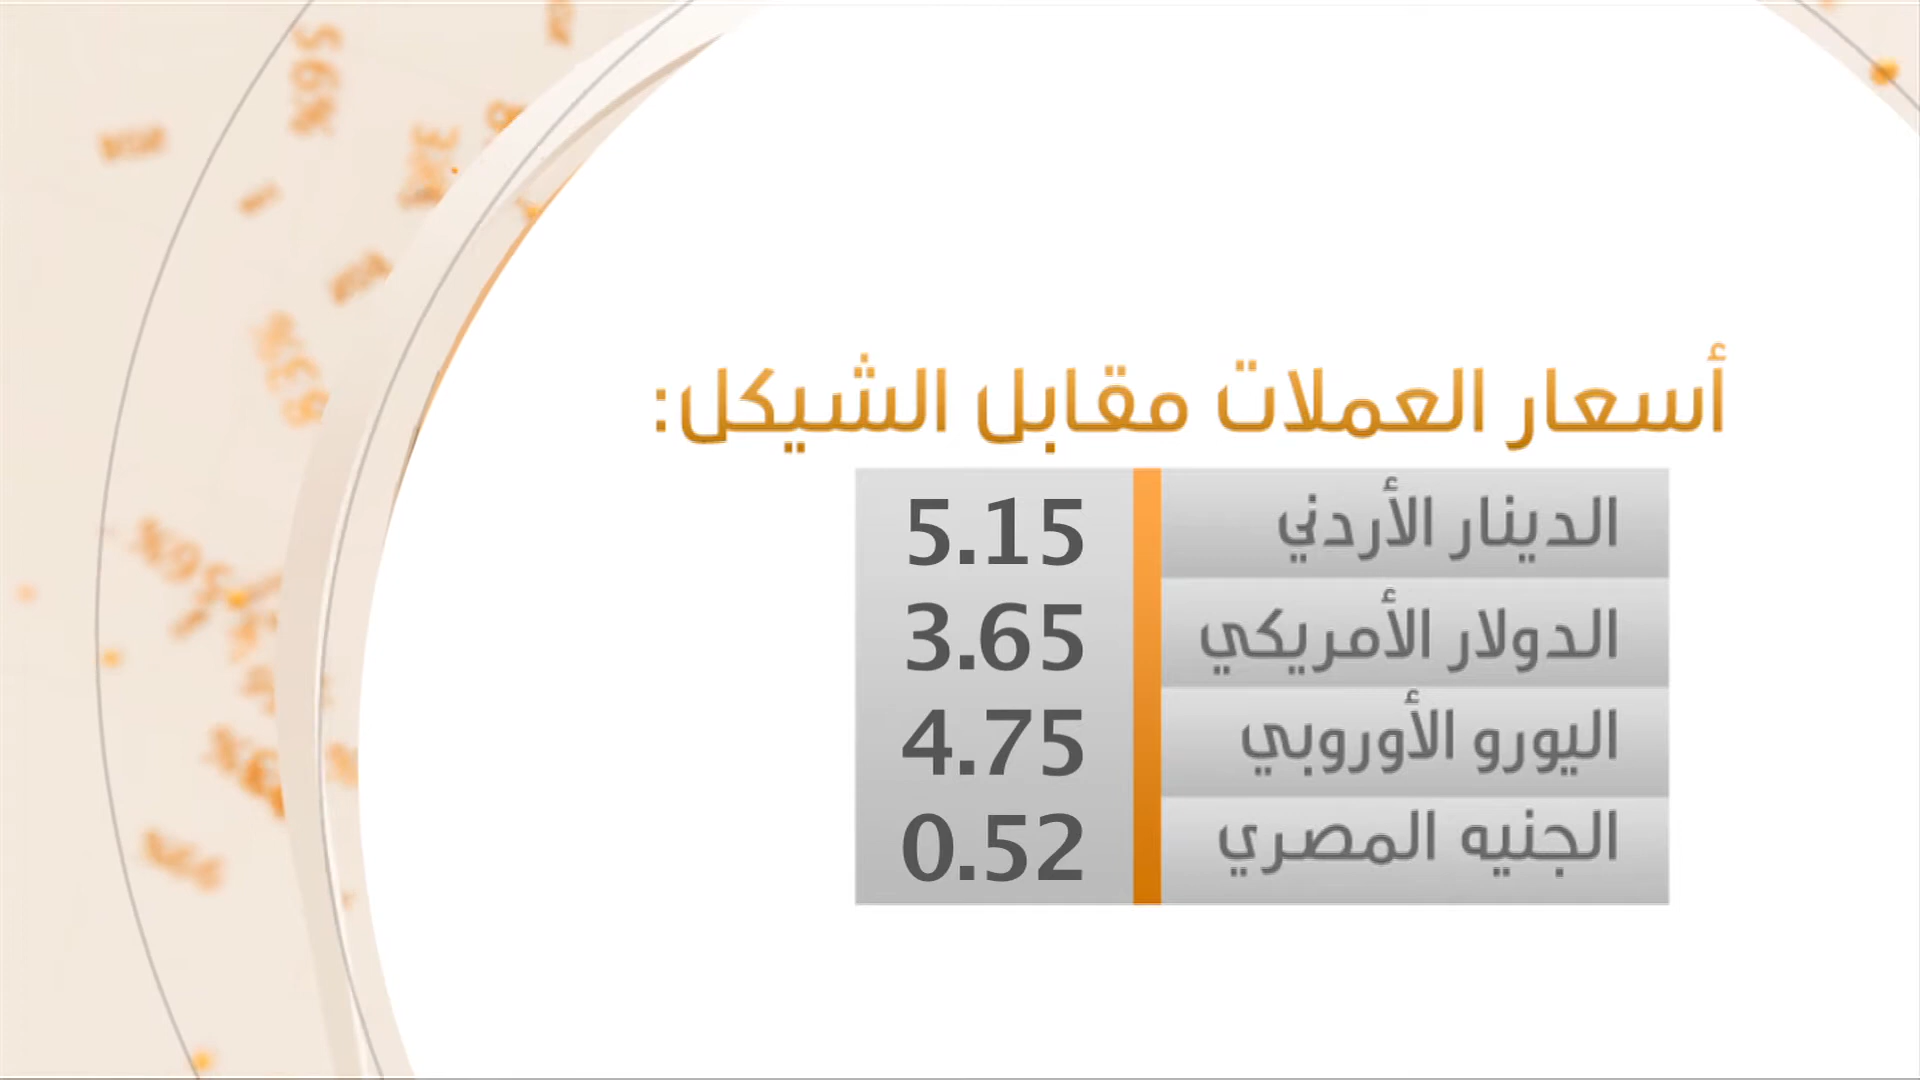 أسعار العملات مقابل الشيكل:
الدينار الأردني 5.15
الدولار الأمريكي 3.65
اليورو الأوروبي 4.75
الجنيه المصري 0.52